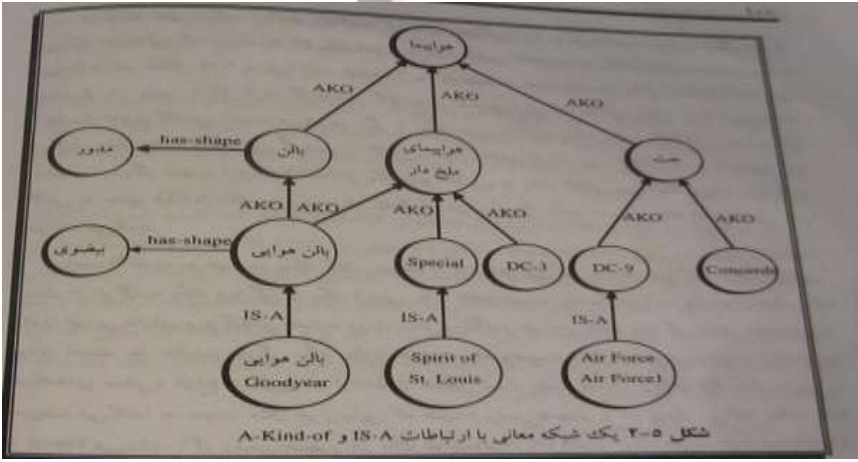 هواپیما
AKO
AKO
AKO
مدور
has-shape
بالن
هواپیمای
ملخ دار
جت
AKO
AKO
AKO
AKO
AKO
AKO
بیضوی
has-shape
بالن هوایی
Special
DC-3
DC-9
Concorde
IS-A
IS-A
IS-A
بالن هوایی
Goodyear
Spirit of
St. Louis
Air Force
Air Force1
شکل ۵-۲ یک شبکه معانی با ارتباطات IS-A و A-Kind-of